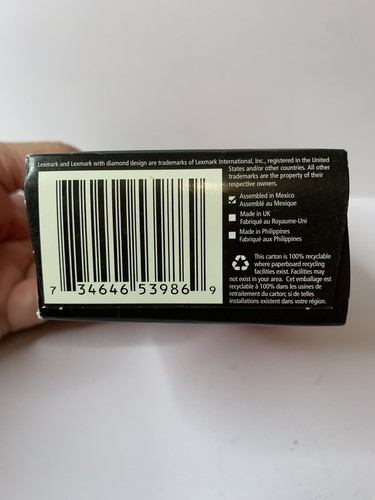 Lexmark and Lexmark with diamond design are trademarks of Lexmark International, Inc., registered in the United
States and/or other countries. All other
trademarks are the property of their
respective owners.
Assembled in Mexico
Assemblé au Mexique
Made in UK
Fabriqué au Royaume-Uni
Made in Philippines
Fabriqué aux Philippines
This carton is 100% recyclable
where paperboard recycling
facilities exist. Facilities may
not exist in your area. Cet emballage est
recyclable à 100% dans les usines de
retraitement du carton; si de telles
installations existent dans votre région.
7 34646 53986 9